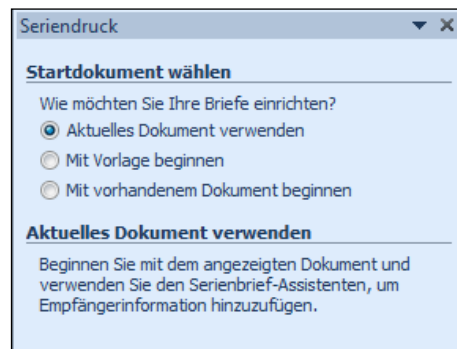 Seriendruck
Startdokument wählen
Wie möchten Sie Ihre Briefe einrichten?
Aktuelles Dokument verwenden
Mit Vorlage beginnen
Mit vorhandenem Dokument beginnen
Aktuelles Dokument verwenden
Beginnen Sie mit dem angezeigten Dokument und
verwenden Sie den Serienbrief-Assistenten, um
Empfängerinformation hinzuzufügen.